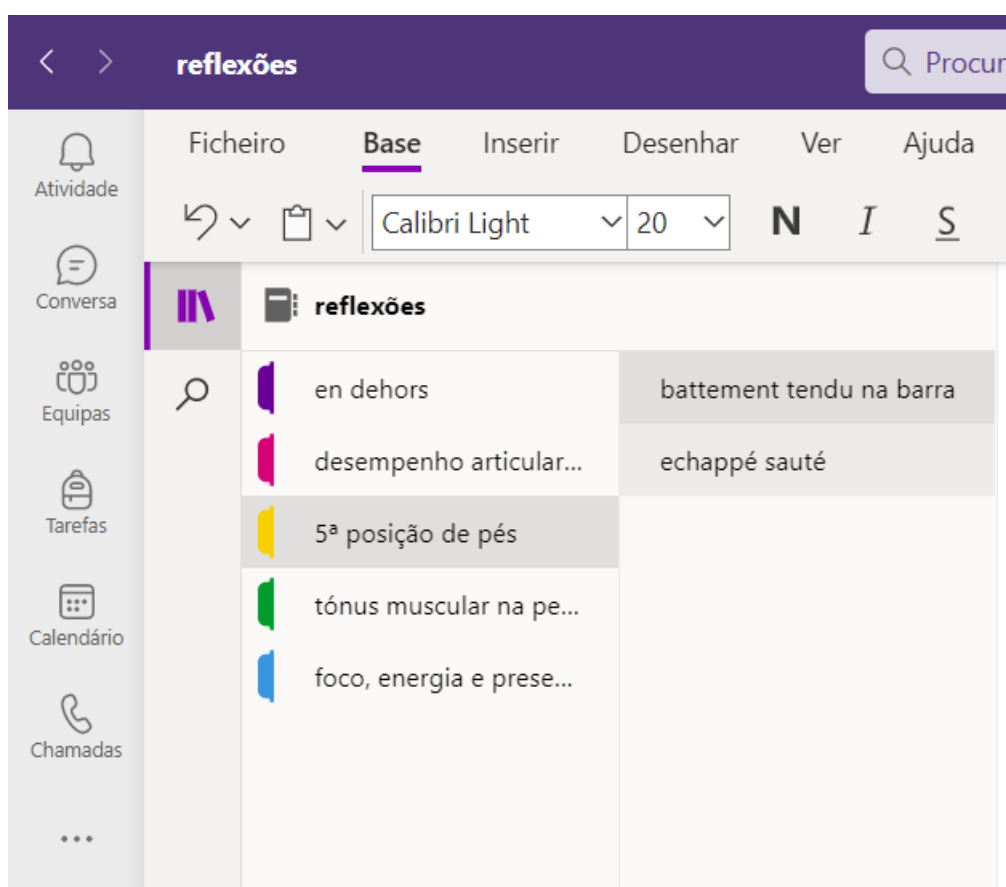 reflexões
Procur
Atividade
Conversa
Equipas
Tarefas
Calendário
Chamadas
Ficheiro Base Inserir Desenhar Ver Ajuda
Calibri Light 20 N I S
reflexões
en dehors
desempenho articular...
5ª posição de pés
tónus muscular na pe...
foco, energia e prese...
battement tendu na barra
echappé sauté